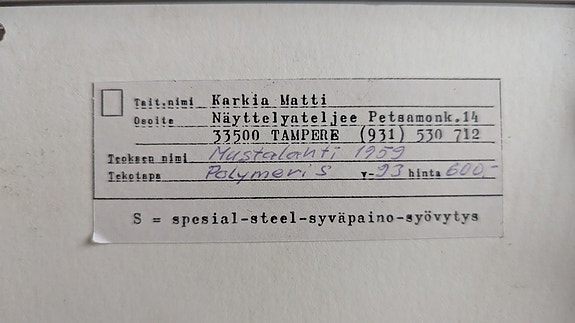 Tait.nimi Karkia Matti
Osoite Näyttelyateljee Petsamonk.14
33500 TAMPERE (931) 530 712
Teoksen nimi Mustalahti 1959
Tekotapa Polymeri S v-93 hinta 600,-
S = spesial-steel-syväpaino-syövytys